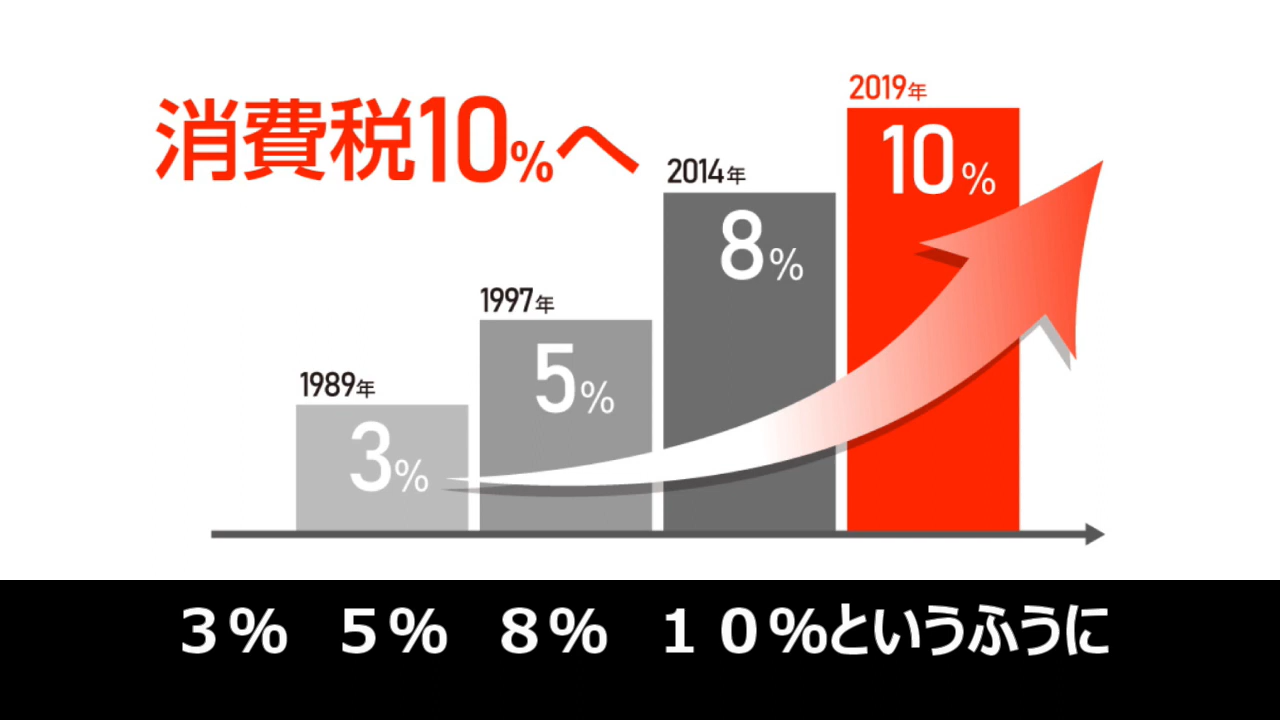 消費税10%へ
1989年
3%
1997年
5%
2014年
8%
2019年
10%
３％　５％　８％　１０％というふうに